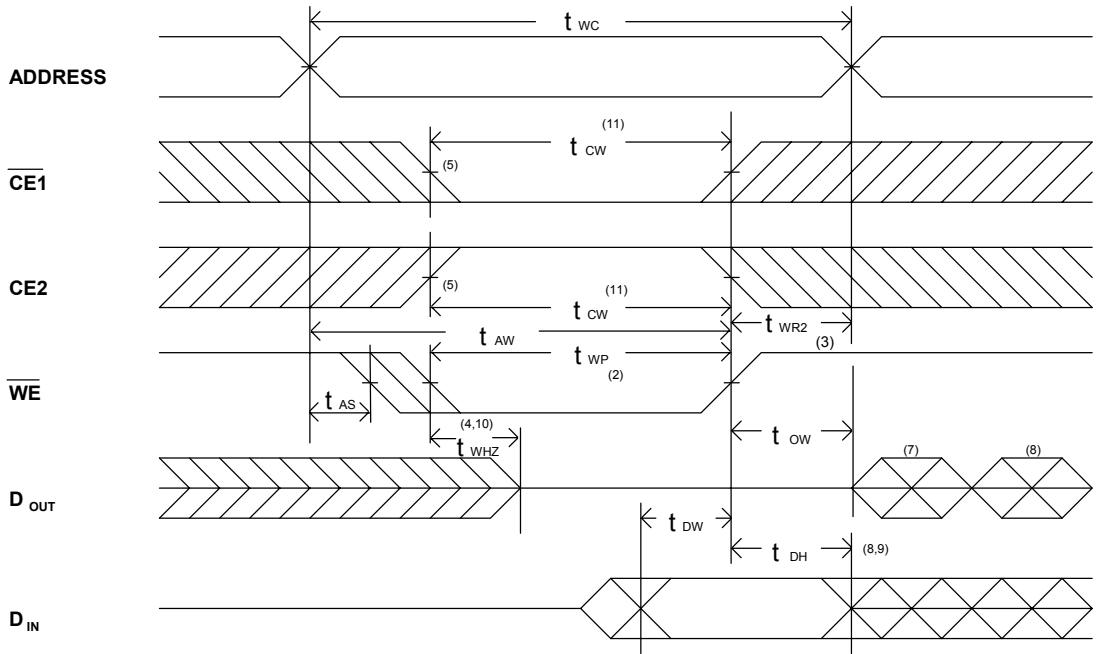 t WC
ADDRESS
(11)
t CW
CE1
(5)
CE2
(5)
(11)
t CW
t WR2
t AW
(3)
t WP
(2)
WE
t AS
(4,10)
t WHZ
t OW
(7)
(8)
D OUT
t DW
t DH
(8,9)
D IN